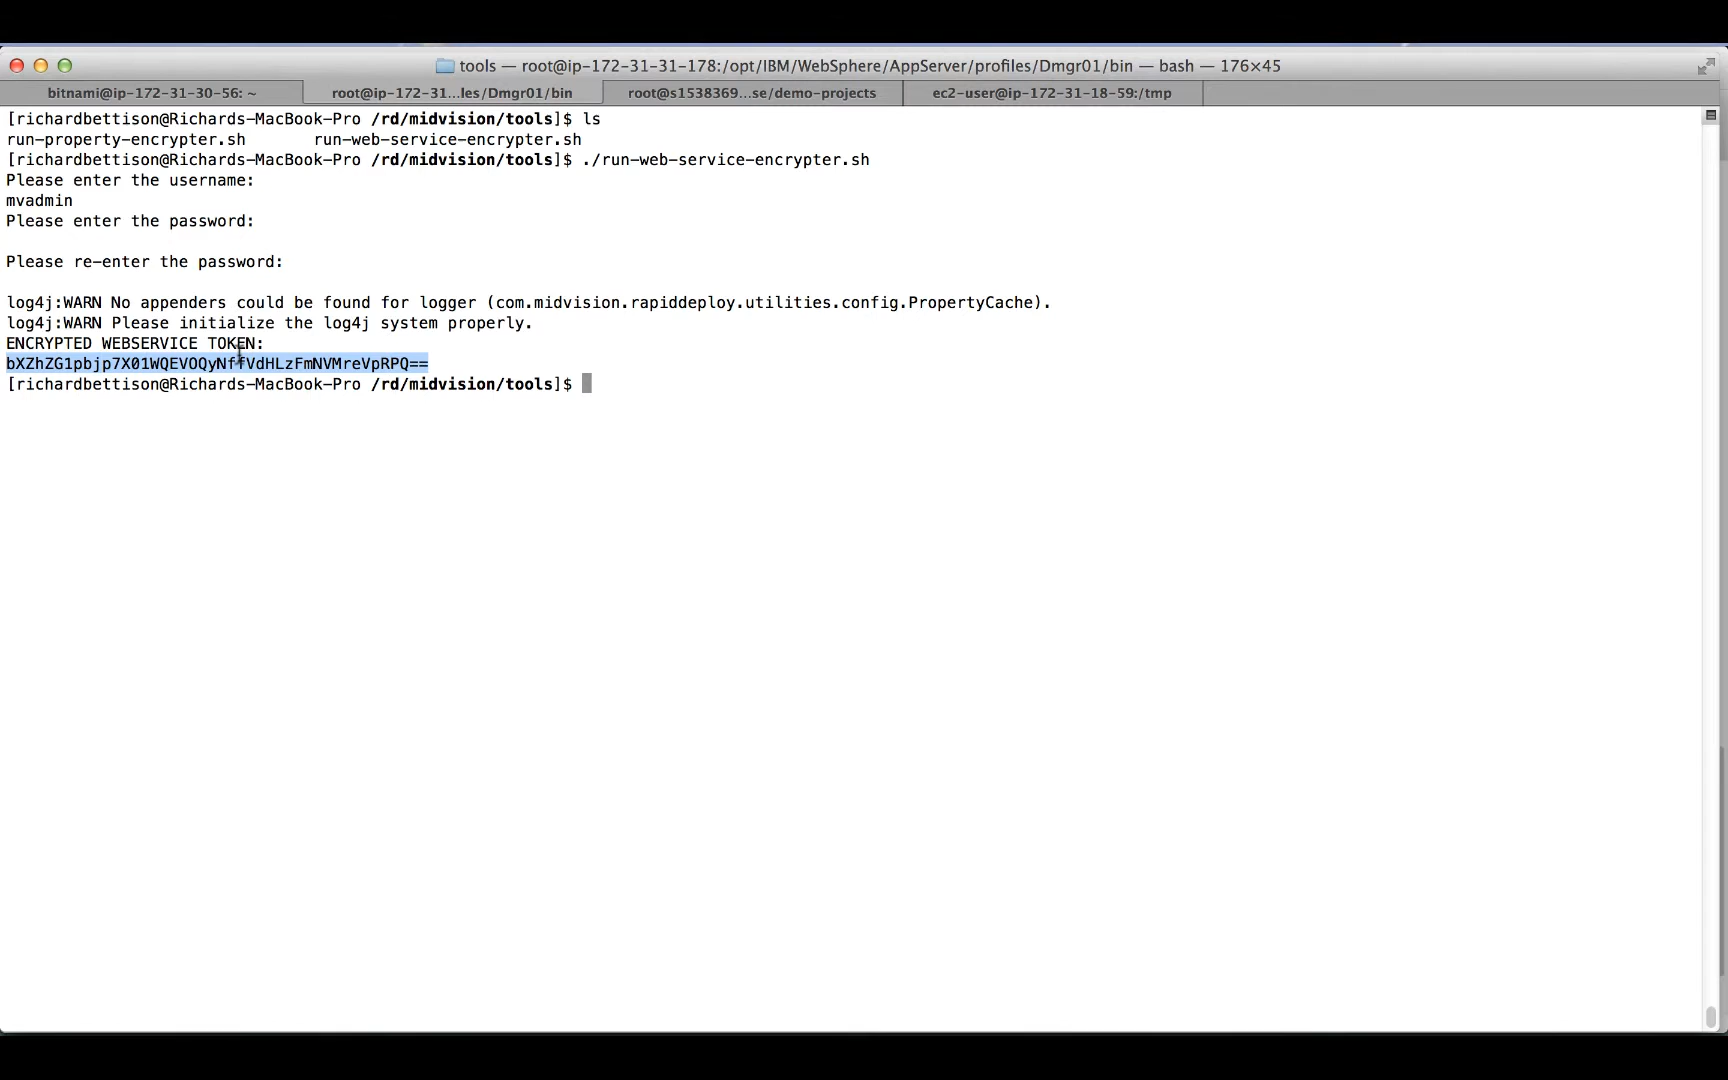 tools — root@ip-172-31-31-178:/opt/IBM/WebSphere/AppServer/profiles/Dmgr01/bin — bash — 176×45
bitnami@ip-172-31-30-56: ~ root@ip-172-31...les/Dmgr01/bin root@s1538369...se/demo-projects ec2-user@ip-172-31-18-59:/tmp
[richardbettison@Richards-MacBook-Pro /rd/midvision/tools]$ ls
run-property-encrypter.sh run-web-service-encrypter.sh
[richardbettison@Richards-MacBook-Pro /rd/midvision/tools]$ ./run-web-service-encrypter.sh
Please enter the username:
mvadmin
Please enter the password:
Please re-enter the password:
log4j:WARN No appenders could be found for logger (com.midvision.rapiddeploy.utilities.config.PropertyCache).
log4j:WARN Please initialize the log4j system properly.
ENCRYPTED WEBSERVICE TOKEN:
bXZhZG1pbjp7X01WQEVOQyNffVdHLzFmNVMreVpRPQ==
[richardbettison@Richards-MacBook-Pro /rd/midvision/tools]$